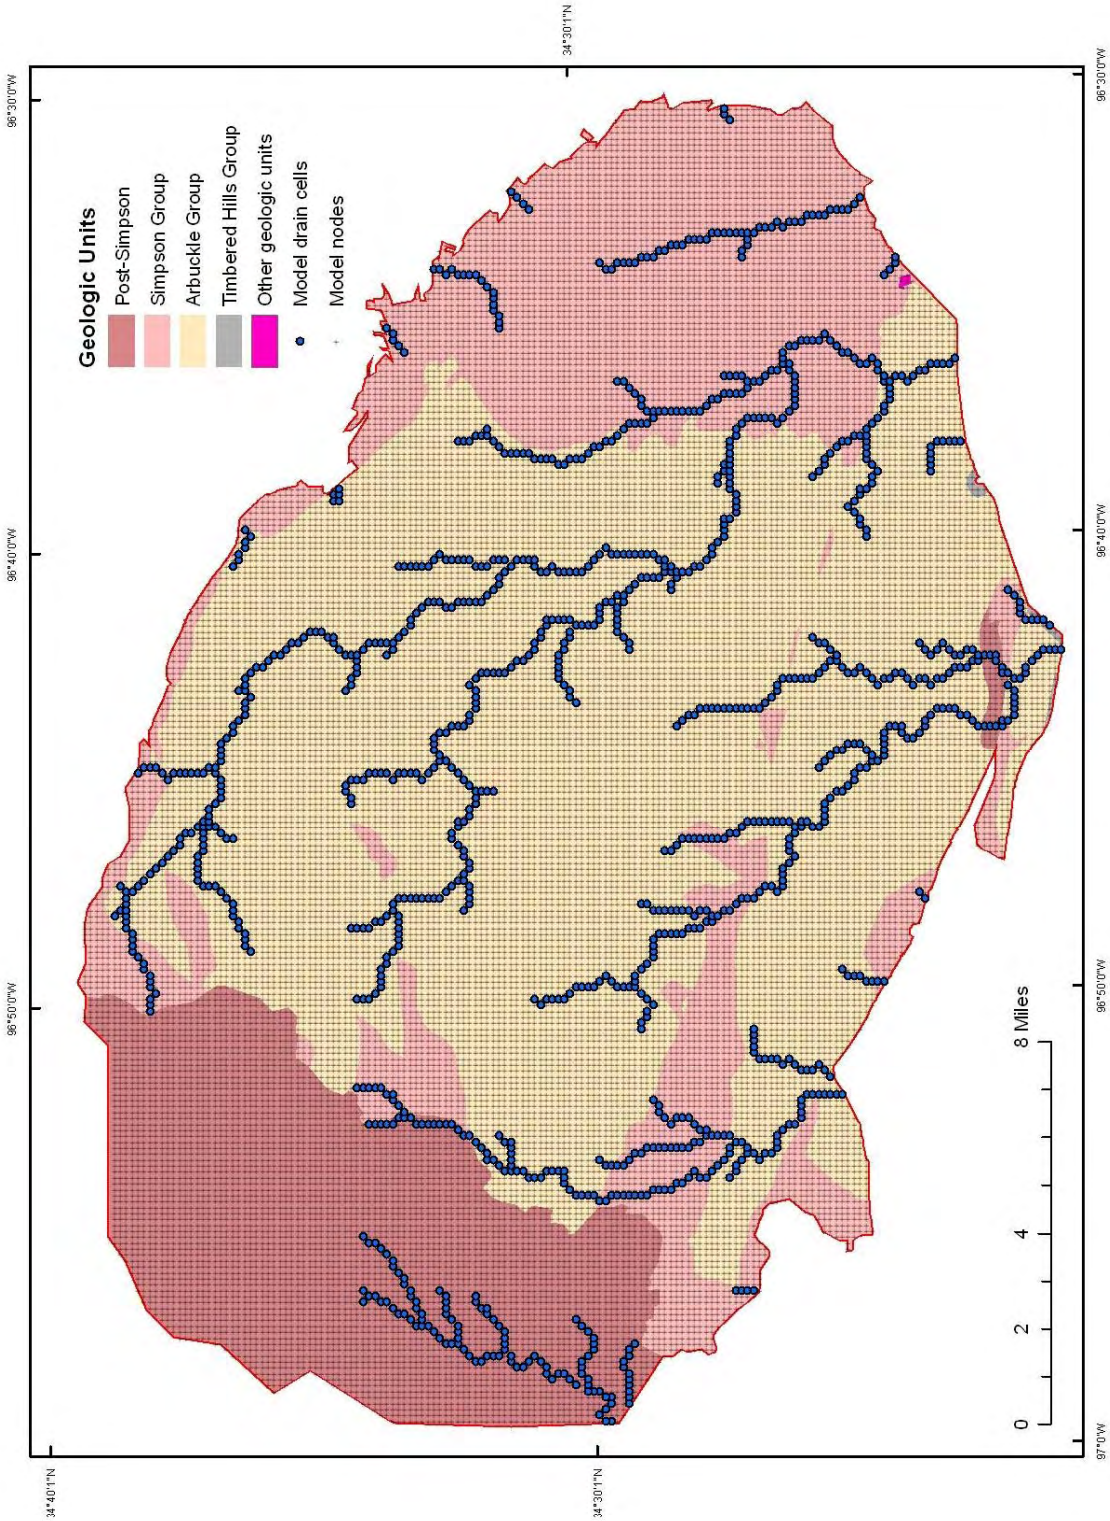 34°30'1"N
96°30'0"W
96°40'0"W
96°50'0"W
34°40'1"N
Geologic Units
Post-Simpson
Simpson Group
Arbuckle Group
Timbered Hills Group
Other geologic units
Model drain cells
Model nodes
0 2 4 8 Miles
96°30'0"W
96°40'0"W
96°50'0"W
97°0'W
34°30'1"N